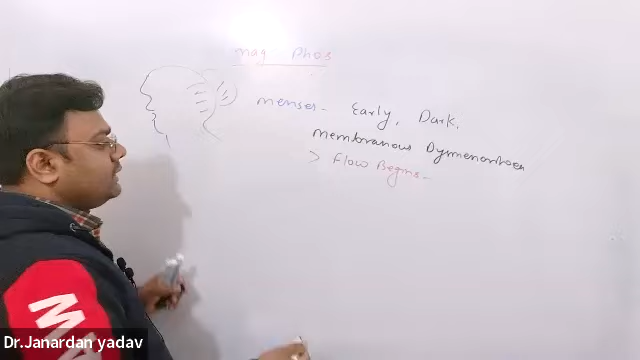 mag Phos
menses - Early, Dark,
membranous Dymenorrhoea
> Flow Begins -
Dr.Janardan yadav